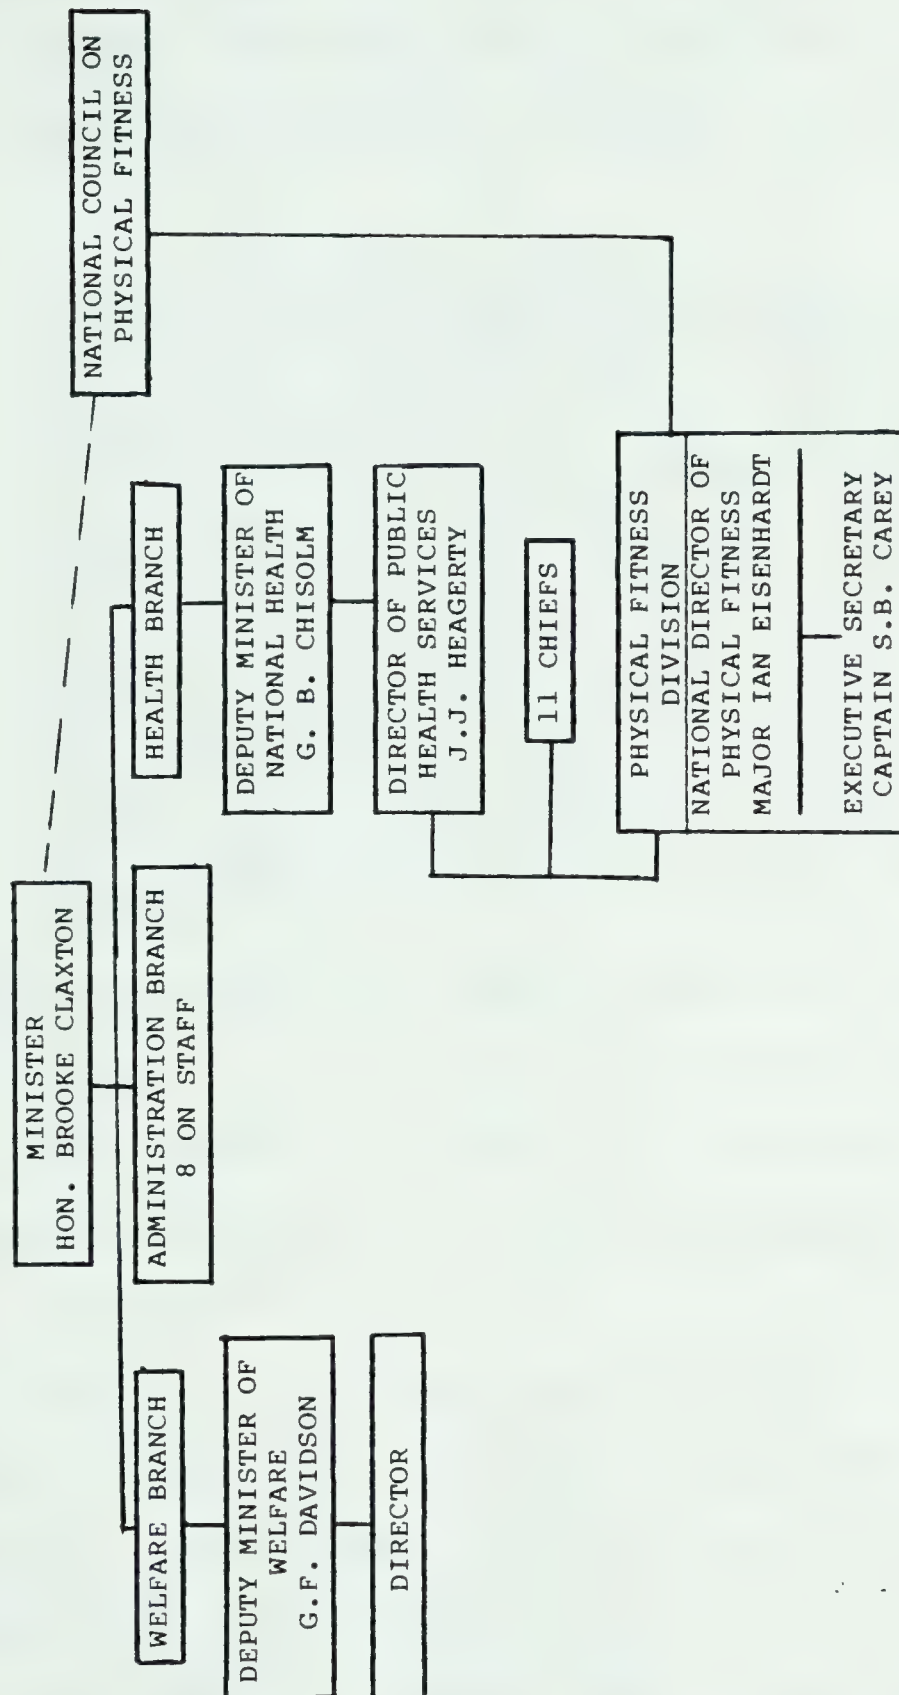 MINISTER
HON. BROOKE CLAXTON
NATIONAL COUNCIL ON
PHYSICAL FITNESS
WELFARE BRANCH
ADMINISTRATION BRANCH
8 ON STAFF
HEALTH BRANCH
DEPUTY MINISTER OF
WELFARE
G.F. DAVIDSON
DEPUTY MINISTER OF
NATIONAL HEALTH
G. B. CHISOLM
DIRECTOR
DIRECTOR OF PUBLIC
HEALTH SERVICES
J.J. HEAGERTY
11 CHIEFS
PHYSICAL FITNESS
DIVISION
NATIONAL DIRECTOR OF
PHYSICAL FITNESS
MAJOR IAN EISENHARDT
EXECUTIVE SECRETARY
CAPTAIN S.B. CAREY